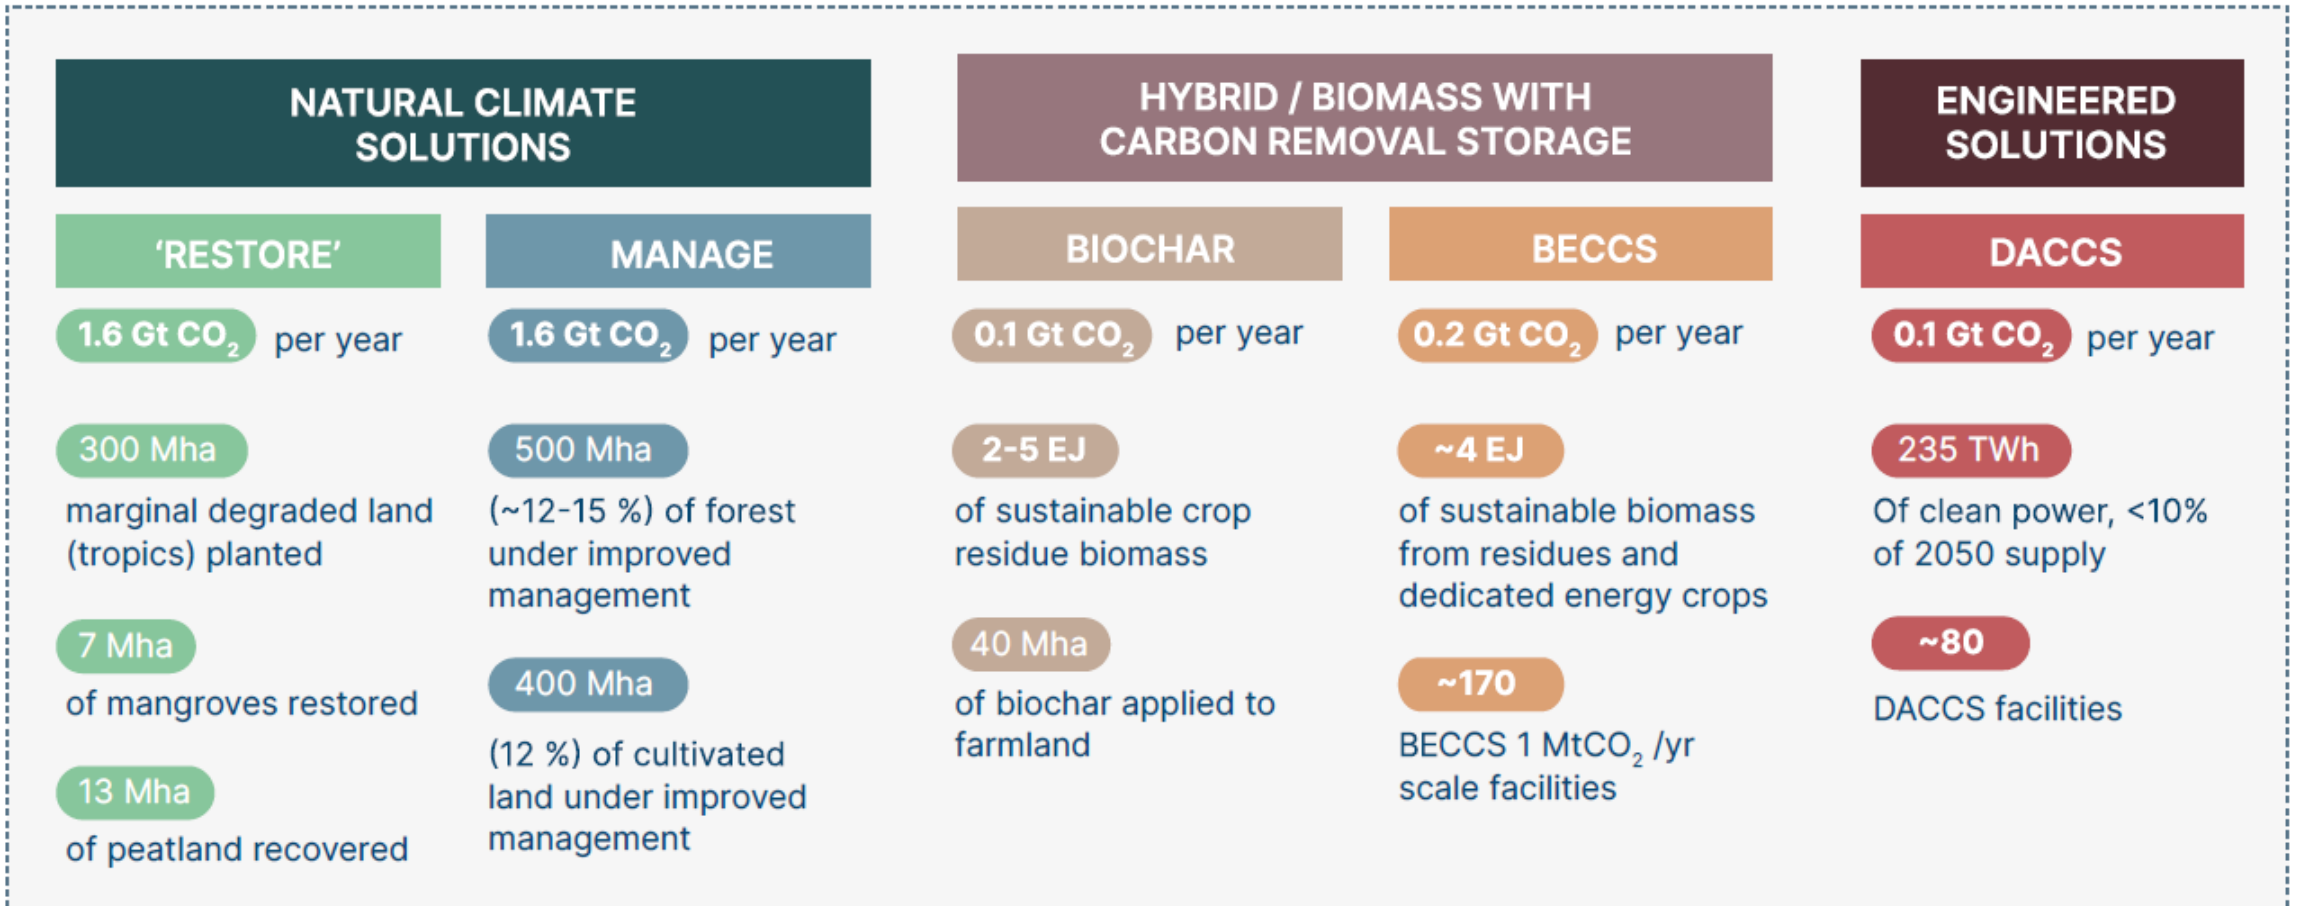 NATURAL CLIMATE
SOLUTIONS
‘RESTORE’
1.6 Gt CO₂ per year
300 Mha
marginal degraded land
(tropics) planted
7 Mha
of mangroves restored
13 Mha
of peatland recovered
MANAGE
1.6 Gt CO₂ per year
500 Mha
(~12-15 %) of forest
under improved
management
400 Mha
(12 %) of cultivated
land under improved
management
HYBRID / BIOMASS WITH
CARBON REMOVAL STORAGE
BIOCHAR
0.1 Gt CO₂ per year
2-5 EJ
of sustainable crop
residue biomass
40 Mha
of biochar applied to
farmland
BECCS
0.2 Gt CO₂ per year
~4 EJ
of sustainable biomass
from residues and
dedicated energy crops
~170
BECCS 1 MtCO₂ /yr
scale facilities
ENGINEERED
SOLUTIONS
DACCS
0.1 Gt CO₂ per year
235 TWh
Of clean power, <10%
of 2050 supply
~80
DACCS facilities